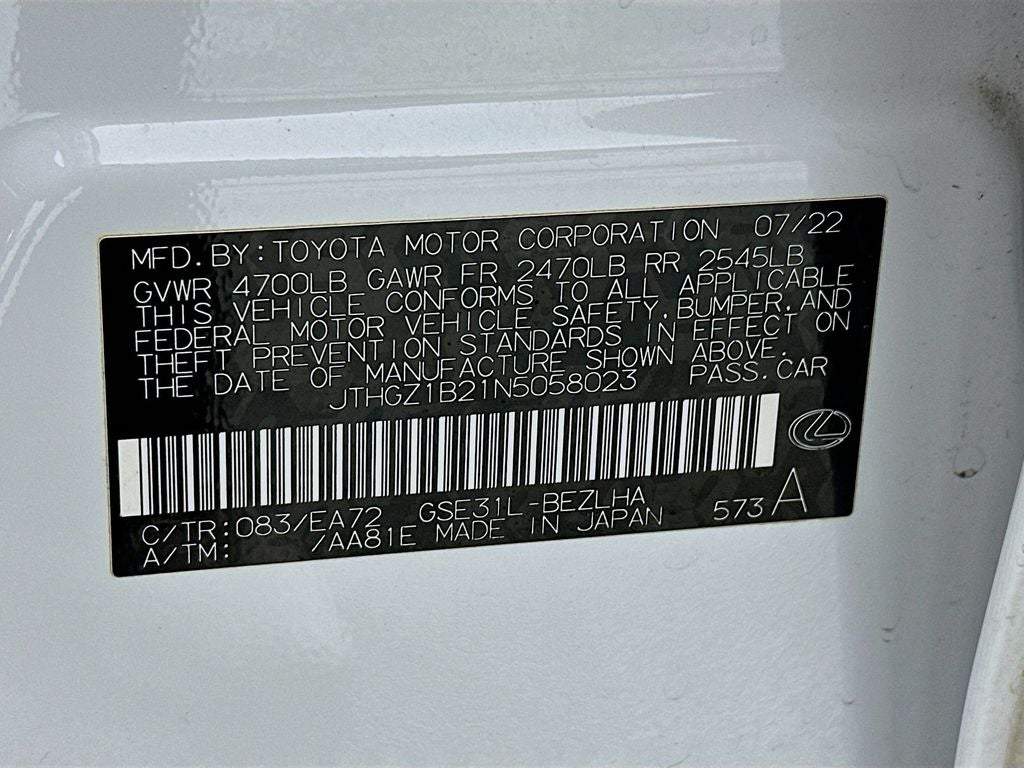 MFD. BY: TOYOTA MOTOR CORPORATION 07/22
GVWR 4700LB GAWR FR 2470LB RR 2545LB
THIS VEHICLE CONFORMS TO ALL APPLICABLE
FEDERAL MOTOR VEHICLE SAFETY, BUMPER, AND
THEFT PREVENTION STANDARDS IN EFFECT ON
THE DATE OF MANUFACTURE SHOWN ABOVE.
JTHGZ1B21N5058023 PASS. CAR
C/TR: 083/EA72 GSE31L-BEZLHA
A/TM: /AA81E MADE IN JAPAN 573 A